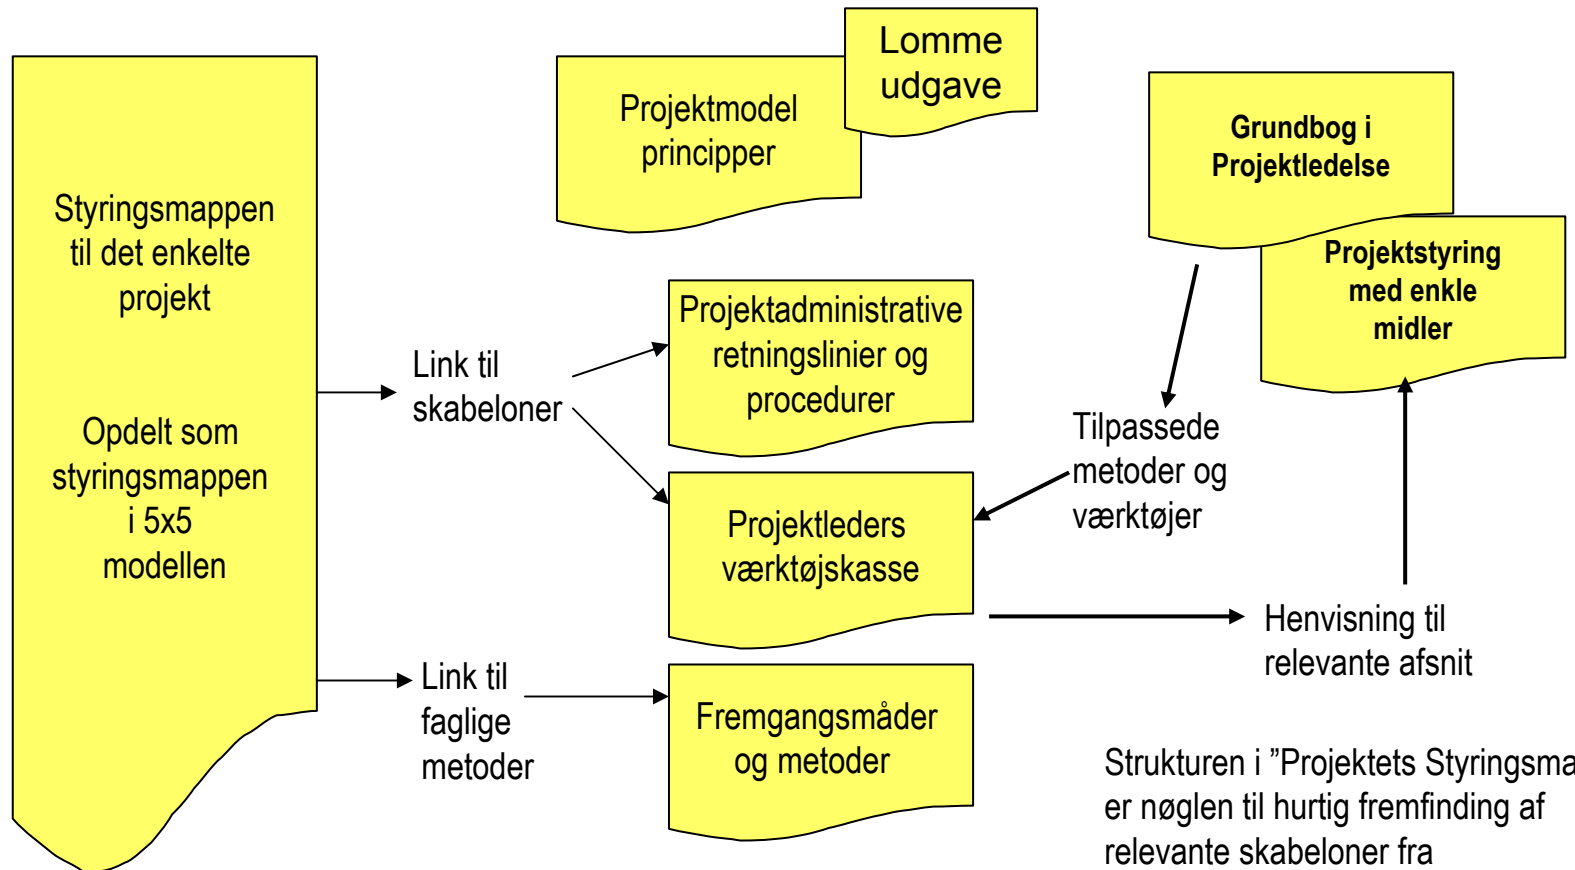 Styringsmappen
til det enkelte
projekt
Opdelt som
styringsmappen
i 5x5
modellen
Link til
skabeloner
Link til
faglige
metoder
Projektmodel
principper
Lomme
udgave
Projektadministrative
retningslinier og
procedurer
Projektleders
værktøjskasse
Fremgangsmåder
og metoder
Grundbog i
Projektledelse
Projektstyring
med enkle
midler
Tilpassede
metoder og
værktøjer
Henvisning til
relevante afsnit
Strukturen i ”Projektets Styringsma
er nøglen til hurtig fremfinding af
relevante skabeloner fra